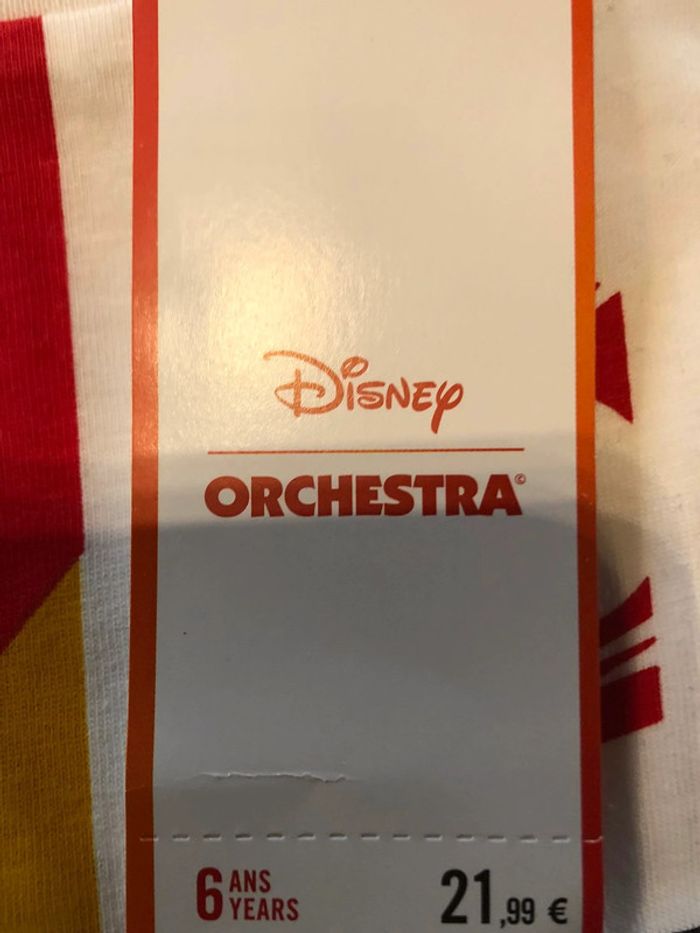 Disney
ORCHESTRA©
6 ANS
YEARS
21,99 €